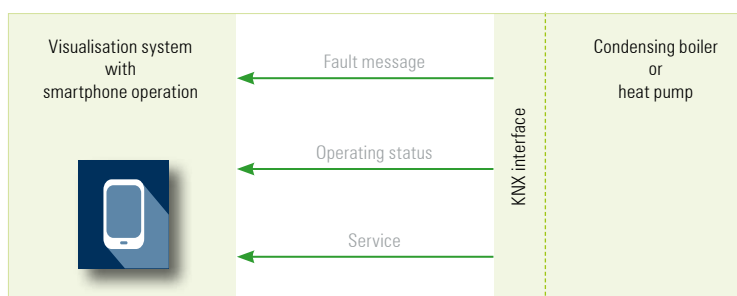 Visualisation system
with
smartphone operation
Fault message
Operating status
Service
KNX interface
Condensing boiler
or
heat pump